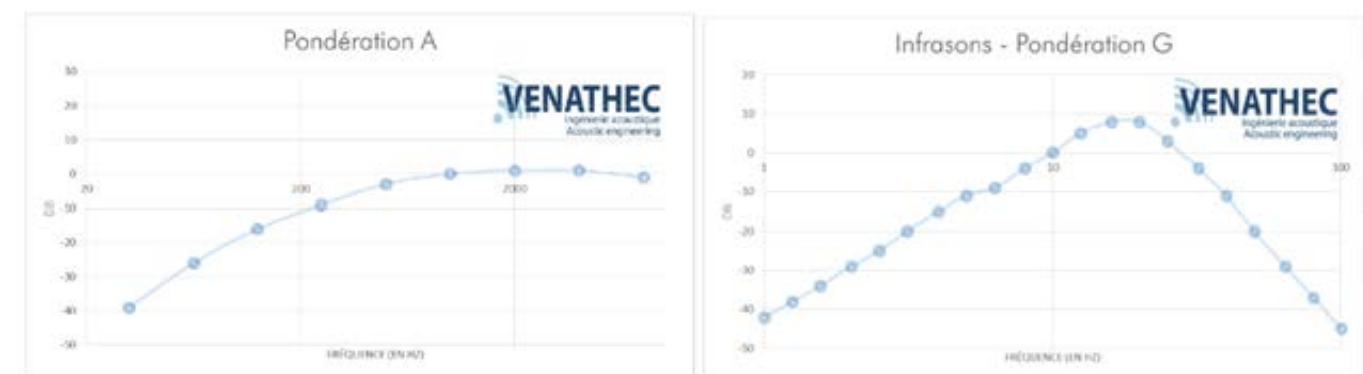 Pondération A
VENATHEC
Ingénierie acoustique
Acoustic engineering
30
20
10
0
-10
-20
-30
-40
-50
20
200
2000
DB
FRÉQUENCE (EN HZ)
Infrasons - Pondération G
VENATHEC
Ingénierie acoustique
Acoustic engineering
20
10
0
-10
-20
-30
-40
-50
1
10
100
DB
FRÉQUENCE (EN HZ)